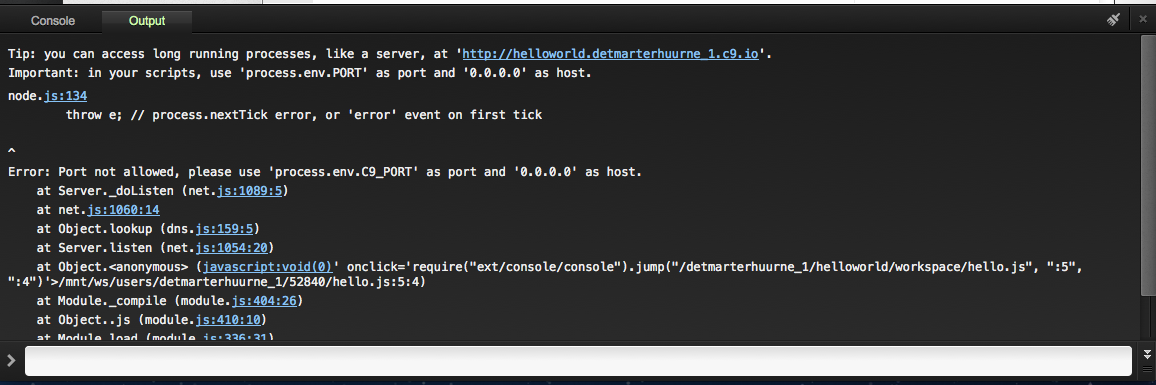 Console Output
Tip: you can access long running processes, like a server, at 'http://helloworld.detmarterhuurne_1.c9.io'.
Important: in your scripts, use 'process.env.PORT' as port and '0.0.0.0' as host.
node.js:134
        throw e; // process.nextTick error, or 'error' event on first tick
^
Error: Port not allowed, please use 'process.env.C9_PORT' as port and '0.0.0.0' as host.
    at Server._doListen (net.js:1089:5)
    at net.js:1060:14
    at Object.lookup (dns.js:159:5)
    at Server.listen (net.js:1054:20)
    at Object.<anonymous> (javascript:void(0)' onclick='require("ext/console/console").jump("/detmarterhuurne_1/helloworld/workspace/hello.js", ":5",
":4")'>/mnt/ws/users/detmarterhuurne_1/52840/hello.js:5:4)
    at Module._compile (module.js:404:26)
    at Object..js (module.js:410:10)
    at Module.load (module.js:336:31)